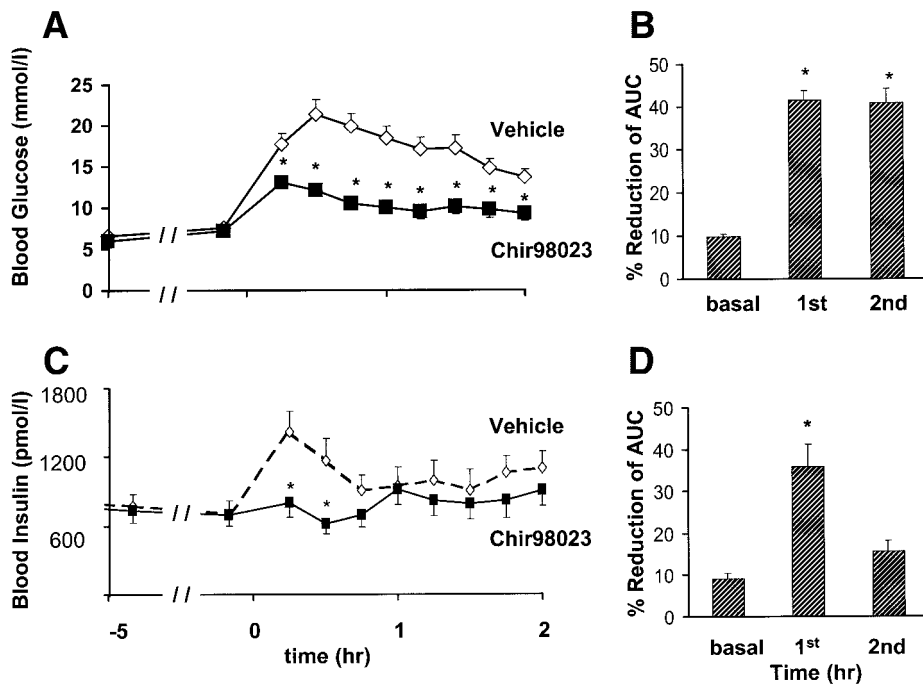 A
Blood Glucose (mmol/l)
25
20
15
10
5
0
Vehicle
* * * * * * * *
Chir98023
//
//
B
% Reduction of AUC
50
40
30
20
10
0
*
*
basal 1st 2nd
C
Blood Insulin (pmol/l)
1800
1200
600
Vehicle
* *
Chir98023
//
//
-5 0 1 2
time (hr)
D
% Reduction of AUC
50
40
30
20
10
0
*
basal 1st 2nd
Time (hr)